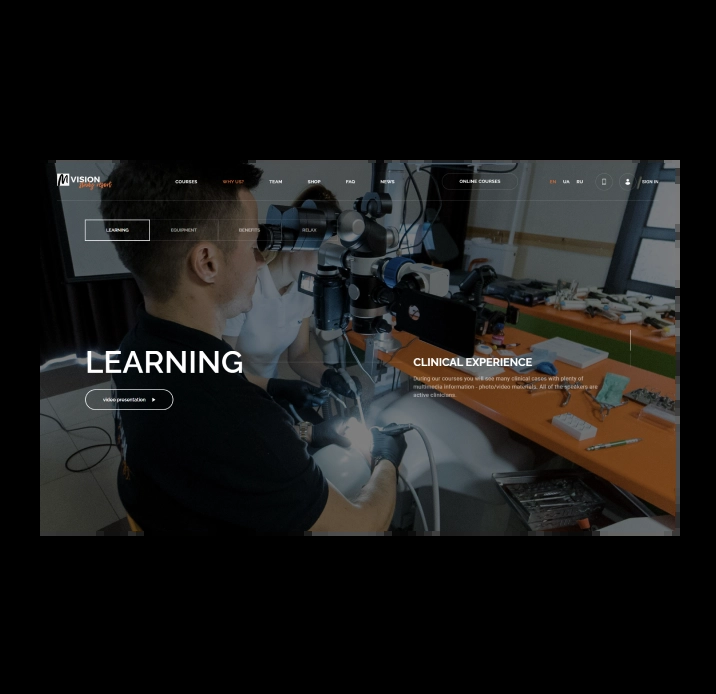 M VISION
COURSES
WHY US?
TEAM
SHOP
FAQ
NEWS
ONLINE COURSES
EN UA RU
SIGN IN
LEARNING
EQUIPMENT
BENEFITS
RELAX
LEARNING
video presentation
CLINICAL EXPERIENCE
During our courses you will see many clinical cases with plenty of
multimedia information - photo/video materials. All of the speakers are
active clinicians.